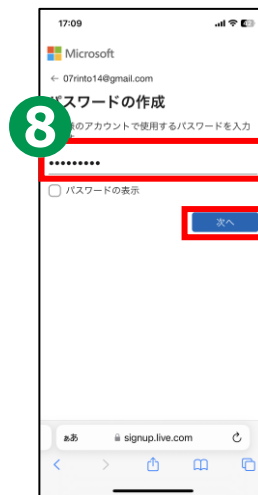 17:09
Microsoft
← 07rinto14@gmail.com
スワードの作成
のアカウントで使用するパスワードを入力
8
•••••••••
パスワードの表示
次へ
ぁあ signup.live.com